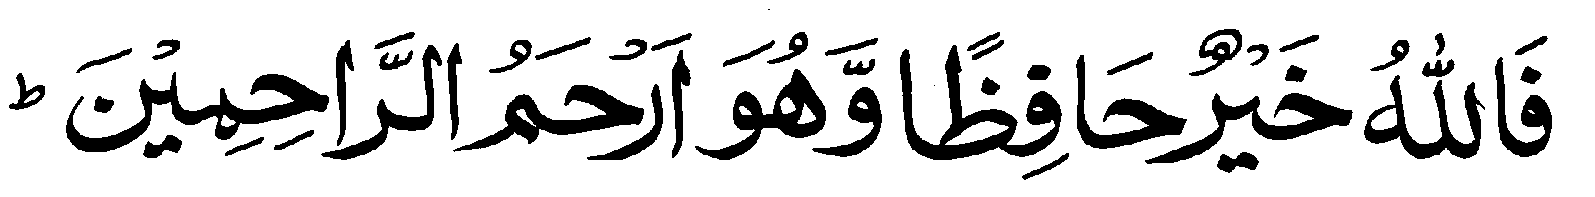 فَاللّٰهُ خَيْرٌ حَافِظًا وَّهُوَ اَرْحَمُ الرَّاحِمِيْنَ ؕ